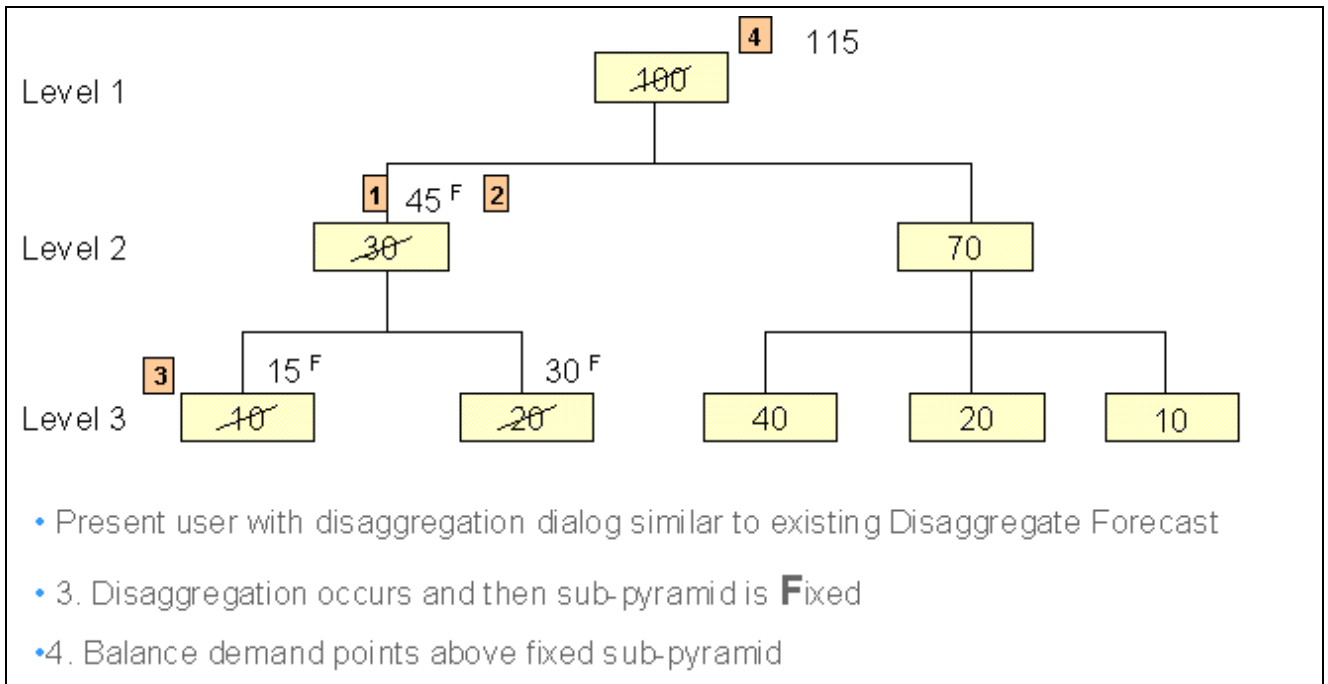 4 115
Level 1 100
1 45 F 2
Level 2 30 70
3 15 F 30 F
Level 3 10 20 40 20 10
• Present user with disaggregation dialog similar to existing Disaggregate Forecast
• 3. Disaggregation occurs and then sub-pyramid is Fixed
•4. Balance demand points above fixed sub-pyramid